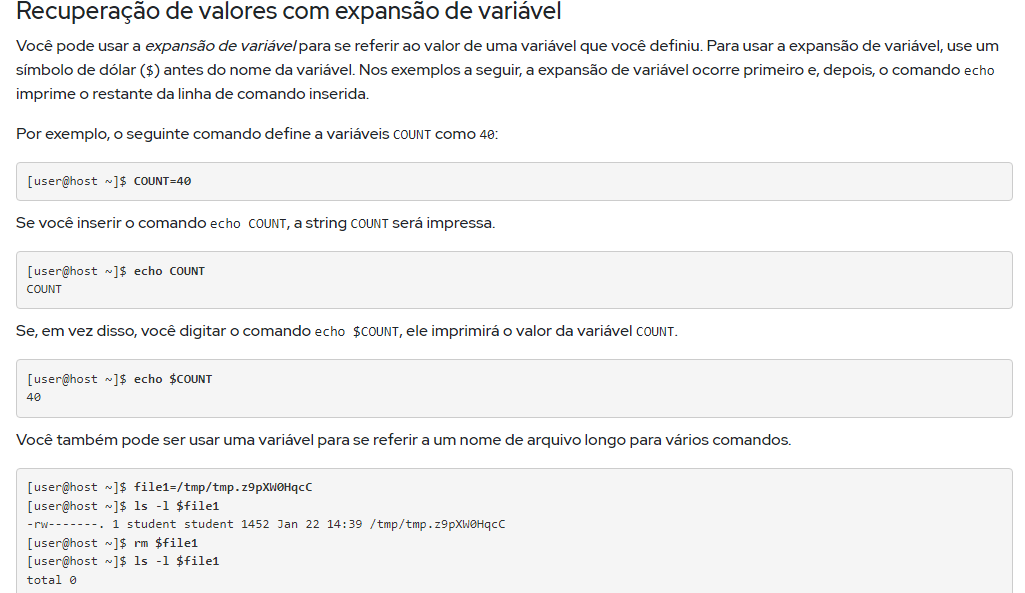 Recuperação de valores com expansão de variável
Você pode usar a expansão de variável para se referir ao valor de uma variável que você definiu. Para usar a expansão de variável, use um
símbolo de dólar ($) antes do nome da variável. Nos exemplos a seguir, a expansão de variável ocorre primeiro e, depois, o comando echo
imprime o restante da linha de comando inserida.
Por exemplo, o seguinte comando define a variáveis COUNT como 40:
[user@host ~]$ COUNT=40
Se você inserir o comando echo COUNT, a string COUNT será impressa.
[user@host ~]$ echo COUNT
COUNT
Se, em vez disso, você digitar o comando echo $COUNT, ele imprimirá o valor da variável COUNT.
[user@host ~]$ echo $COUNT
40
Você também pode ser usar uma variável para se referir a um nome de arquivo longo para vários comandos.
[user@host ~]$ file1=/tmp/tmp.z9pXW0HqcC
[user@host ~]$ ls -l $file1
-rw-------. 1 student student 1452 Jan 22 14:39 /tmp/tmp.z9pXW0HqcC
[user@host ~]$ rm $file1
[user@host ~]$ ls -l $file1
total 0